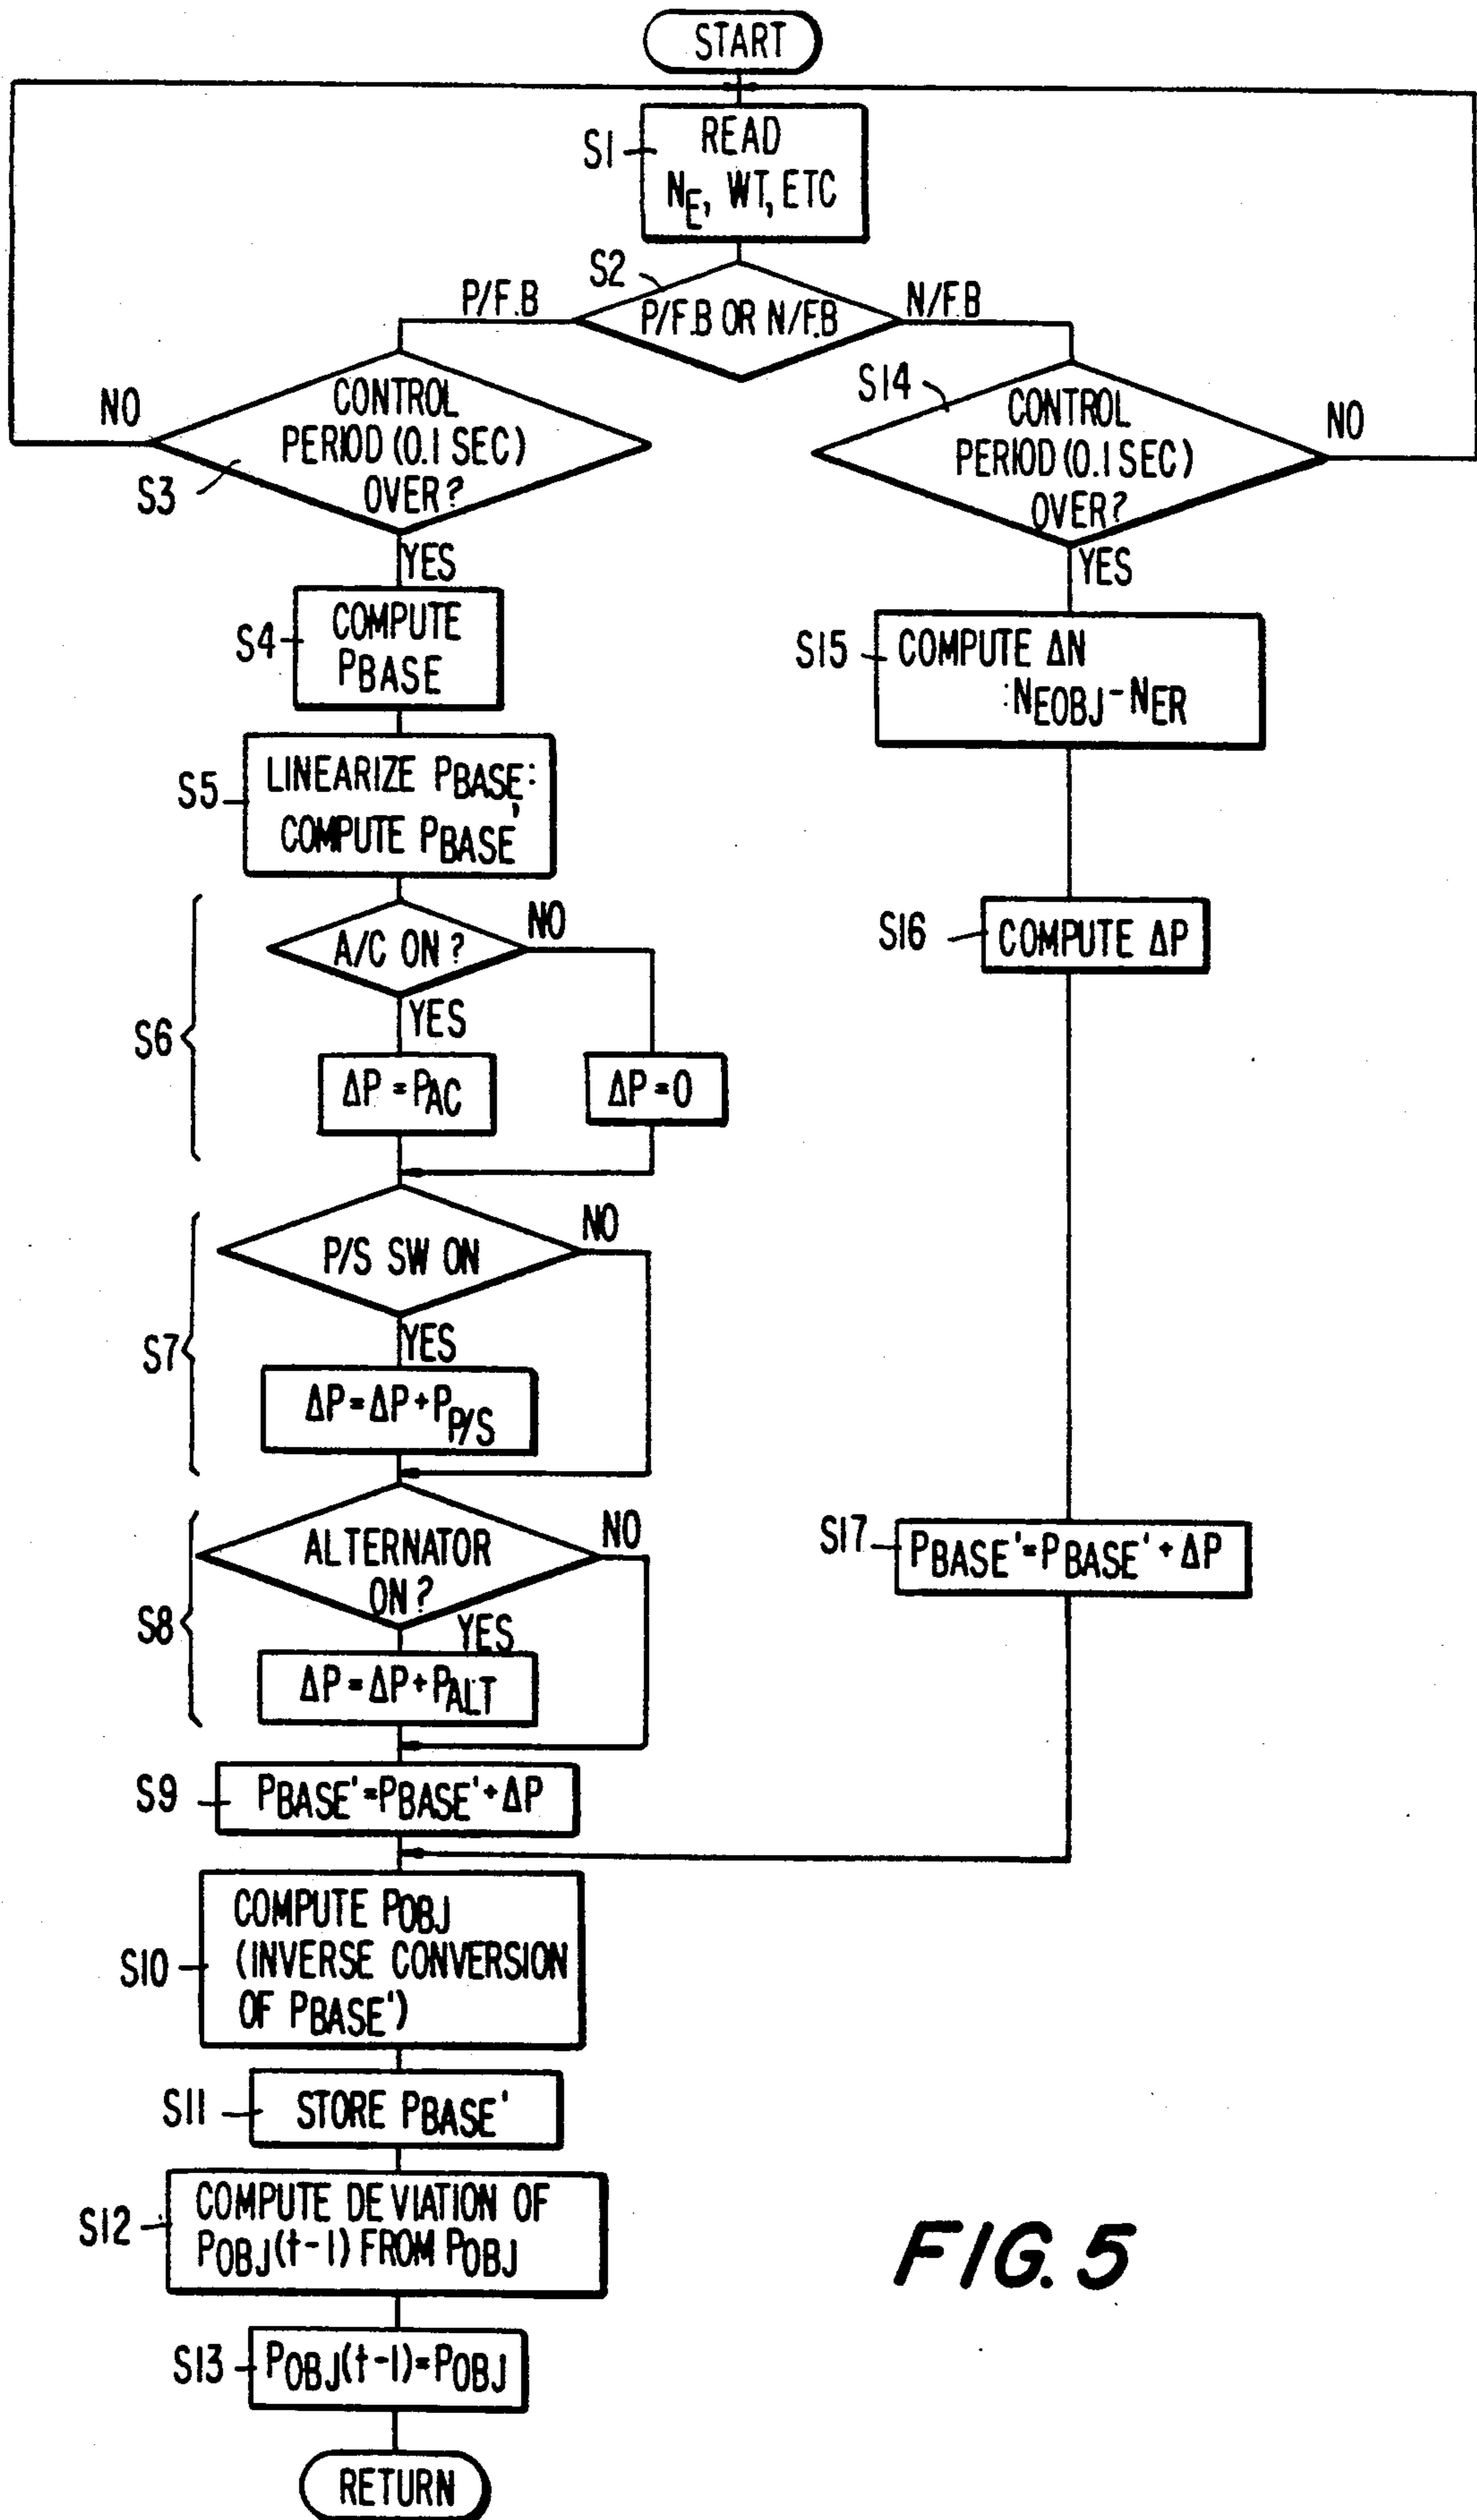 START
S1
READ
NE, WT, ETC
S2
P/F.B
P/F.B OR N/F.B
N/F.B
NO
CONTROL
PERIOD (0.1 SEC)
OVER?
S3
YES
S14
CONTROL
PERIOD (0.1 SEC)
OVER?
NO
YES
S4
COMPUTE
PBASE
S15
COMPUTE ΔN
:NEOBJ-NER
S5
LINEARIZE PBASE:
COMPUTE PBASE'
S6
A/C ON?
NO
YES
ΔP=PAC
ΔP=0
S16
COMPUTE ΔP
S7
P/S SW ON
NO
YES
ΔP=ΔP+PP/S
S8
ALTERNATOR
ON?
NO
YES
ΔP=ΔP+PALT
S17
PBASE'=PBASE'+ΔP
S9
PBASE'=PBASE'+ΔP
S10
COMPUTE POBJ
(INVERSE CONVERSION
OF PBASE')
S11
STORE PBASE'
S12
COMPUTE DEVIATION OF
POBJ(t-1) FROM POBJ
S13
POBJ(t-1)=POBJ
RETURN
FIG. 5